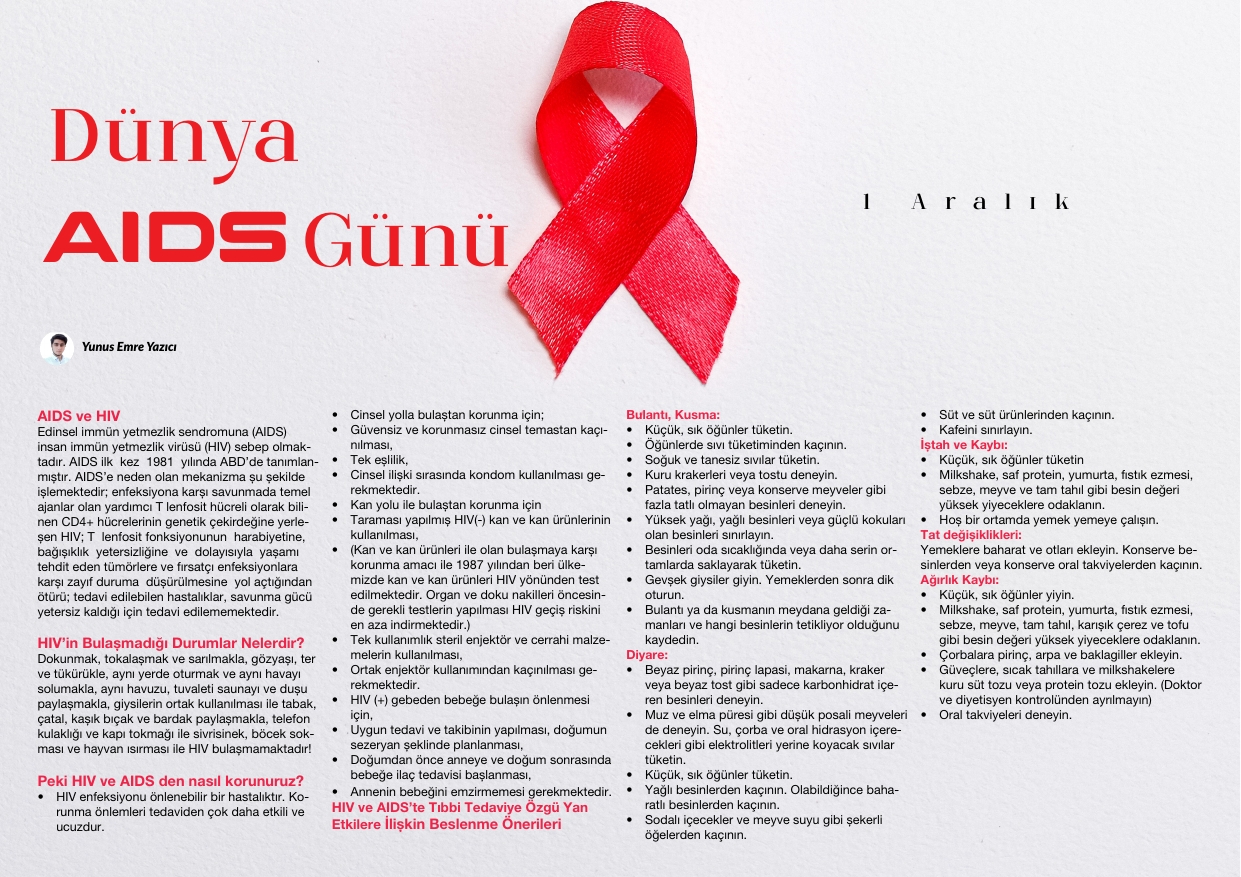 Dünya
AIDS Günü
1 Aralık
Yunus Emre Yazıcı
AIDS ve HIV
Edinsel immün yetmezlik sendromuna (AIDS)
insan immün yetmezlik virüsü (HIV) sebep olmak-
tadır. AIDS ilk kez 1981 yılında ABD'de tanımlan-
mıştır. AIDS'e neden olan mekanizma şu şekilde
işlemektedir; enfeksiyona karşı savunmada temel
ajanlar olan yardımcı T lenfosit hücreli olarak bili-
nen CD4+ hücrelerinin genetik çekirdeğine yerle-
şen HIV; T lenfosit fonksiyonunun harabiyetine,
bağışıklık yetersizliğine ve dolayısıyla yaşamı
tehdit eden tümörlere ve fırsatçı enfeksiyonlara
karşı zayıf duruma düşürülmesine yol açtığından
ötürü; tedavi edilebilen hastalıklar, savunma gücü
yetersiz kaldığı için tedavi edilememektedir.
HIV'in Bulaşmadığı Durumlar Nelerdir?
Dokunmak, tokalaşmak ve sarılmakla, gözyaşı, ter
ve tükürükle, aynı yerde oturmak ve aynı havayı
solumakla, aynı havuzu, tuvaleti saunayı ve duşu
paylaşmakla, giysilerin ortak kullanılması ile tabak,
çatal, kaşık bıçak ve bardak paylaşmakla, telefon
kulaklığı ve kapı tokmağı ile sivrisinek, böcek sok-
ması ve hayvan ısırması ile HIV bulaşmamaktadır!
Peki HIV ve AIDS den nasıl korunuruz?
• HIV enfeksiyonu önlenebilir bir hastalıktır. Ko-
runma önlemleri tedaviden çok daha etkili ve
ucuzdur.
• Cinsel yolla bulaştan korunma için;
• Güvensiz ve korunmasız cinsel temastan kaçı-
nılması,
• Tek eşlilik,
• Cinsel ilişki sırasında kondom kullanılması ge-
rekmektedir.
• Kan yolu ile bulaştan korunma için
• Taraması yapılmış HIV(-) kan ve kan ürünlerinin
kullanılması,
• (Kan ve kan ürünleri ile olan bulaşmaya karşı
korunma amacı ile 1987 yılından beri ülke-
mizde kan ve kan ürünleri HIV yönünden test
edilmektedir. Organ ve doku nakilleri öncesin-
de gerekli testlerin yapılması HIV geçiş riskini
en aza indirmektedir.)
• Tek kullanımlık steril enjektör ve cerrahi malze-
melerin kullanılması,
• Ortak enjektör kullanımından kaçınılması ge-
rekmektedir.
• HIV (+) gebeden bebeğe bulaşın önlenmesi
için,
• Uygun tedavi ve takibinin yapılması, doğumun
sezeryan şeklinde planlanması,
• Doğumdan önce anneye ve doğum sonrasında
bebeğe ilaç tedavisi başlanması,
• Annenin bebeğini emzirmemesi gerekmektedir.
HIV ve AIDS'te Tıbbi Tedaviye Özgü Yan
Etkilere İlişkin Beslenme Önerileri
Bulantı, Kusma:
• Küçük, sık öğünler tüketin.
• Öğünlerde sıvı tüketiminden kaçının.
• Soğuk ve tanesiz sıvılar tüketin.
• Kuru krakerleri veya tostu deneyin.
• Patates, pirinç veya konserve meyveler gibi
fazla tatlı olmayan besinleri deneyin.
• Yüksek yağı, yağlı besinleri veya güçlü kokuları
olan besinleri sınırlayın.
• Besinleri oda sıcaklığında veya daha serin or-
tamlarda saklayarak tüketin.
• Gevşek giysiler giyin. Yemeklerden sonra dik
oturun.
• Bulantı ya da kusmanın meydana geldiği za-
manları ve hangi besinlerin tetikliyor olduğunu
kaydedin.
Diyare:
• Beyaz pirinç, pirinç lapasi, makarna, kraker
veya beyaz tost gibi sadece karbonhidrat içe-
ren besinleri deneyin.
• Muz ve elma püresi gibi düşük posali meyveleri
de deneyin. Su, çorba ve oral hidrasyon içere-
cekleri gibi elektrolitleri yerine koyacak sıvılar
tüketin.
• Küçük, sık öğünler tüketin.
• Yağlı besinlerden kaçının. Olabildiğince baha-
ratlı besinlerden kaçının.
• Sodalı içecekler ve meyve suyu gibi şekerli
öğelerden kaçının.
• Süt ve süt ürünlerinden kaçının.
• Kafeini sınırlayın.
İştah ve Kaybı:
• Küçük, sık öğünler tüketin
• Milkshake, saf protein, yumurta, fıstık ezmesi,
sebze, meyve ve tam tahıl gibi besin değeri
yüksek yiyeceklere odaklanın.
• Hoş bir ortamda yemek yemeye çalışın.
Tat değişiklikleri:
Yemeklere baharat ve otları ekleyin. Konserve be-
sinlerden veya konserve oral takviyelerden kaçının.
Ağırlık Kaybı:
• Küçük, sık öğünler yiyin.
• Milkshake, saf protein, yumurta, fıstık ezmesi,
sebze, meyve, tam tahıl, karışık çerez ve tofu
gibi besin değeri yüksek yiyeceklere odaklanın.
• Çorbalara pirinç, arpa ve baklagiller ekleyin.
• Güveçlere, sıcak tahıllara ve milkshakelere
kuru süt tozu veya protein tozu ekleyin. (Doktor
ve diyetisyen kontrolünden ayrılmayın)
• Oral takviyeleri deneyin.